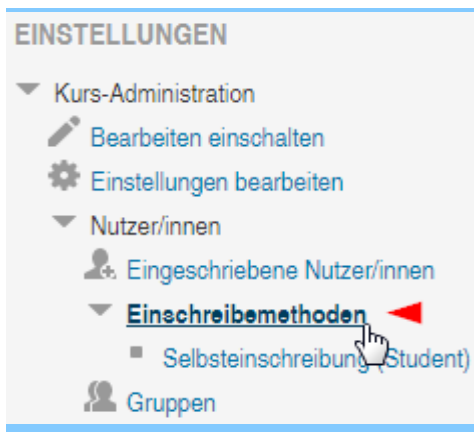 EINSTELLUNGEN
Kurs-Administration
Bearbeiten einschalten
Einstellungen bearbeiten
Nutzer/innen
Eingeschriebene Nutzer/innen
Einschreibemethoden
Selbsteinschreibung (Student)
Gruppen